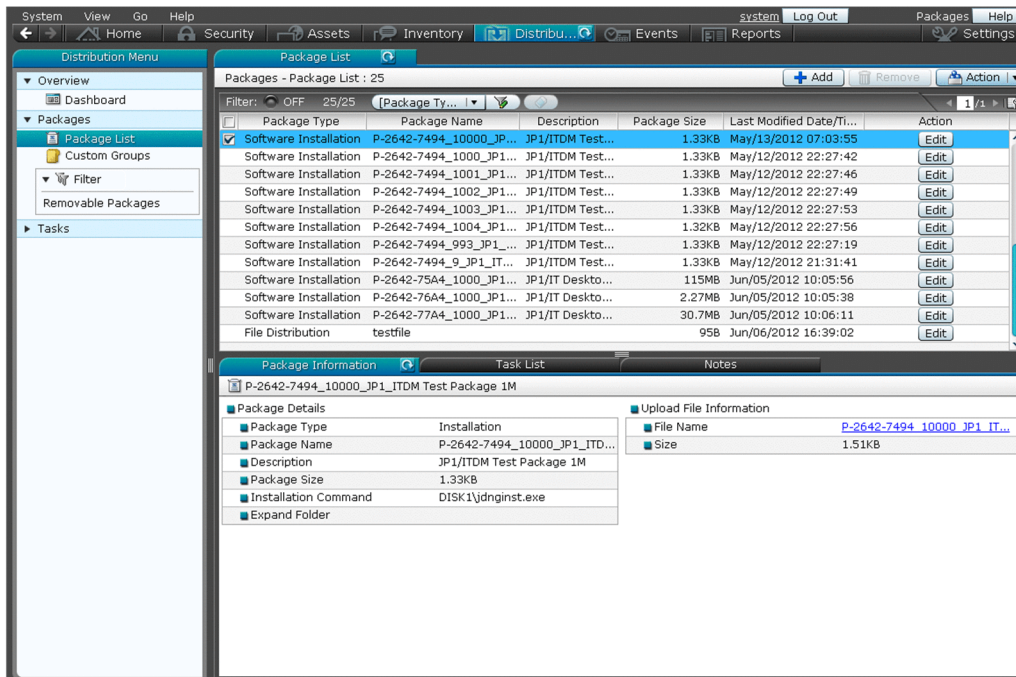 System View Go Help system Log Out Packages Help
Home Security Assets Inventory Distribu... Events Reports Settings
Distribution Menu Package List
Overview
Dashboard
Packages
Package List
Custom Groups
Filter
Removable Packages
Tasks
Packages - Package List : 25 Add Remove Action
Filter: OFF 25/25 [Package Ty... 1 /1
Package Type Package Name Description Package Size Last Modified Date/Ti... Action
Software Installation P-2642-7494_10000_JP... JP1/ITDM Test... 1.33KB May/13/2012 07:03:55 Edit
Software Installation P-2642-7494_1000_JP1... JP1/ITDM Test... 1.33KB May/12/2012 22:27:42 Edit
Software Installation P-2642-7494_1001_JP1... JP1/ITDM Test... 1.33KB May/12/2012 22:27:46 Edit
Software Installation P-2642-7494_1002_JP1... JP1/ITDM Test... 1.33KB May/12/2012 22:27:49 Edit
Software Installation P-2642-7494_1003_JP1... JP1/ITDM Test... 1.33KB May/12/2012 22:27:53 Edit
Software Installation P-2642-7494_1004_JP1... JP1/ITDM Test... 1.32KB May/12/2012 22:27:56 Edit
Software Installation P-2642-7494_993_JP1_... JP1/ITDM Test... 1.33KB May/12/2012 22:27:19 Edit
Software Installation P-2642-7494_9_JP1_IT... JP1/ITDM Test... 1.33KB May/12/2012 21:31:41 Edit
Software Installation P-2642-75A4_1000_JP1... JP1/IT Deskto... 115MB Jun/05/2012 10:05:56 Edit
Software Installation P-2642-76A4_1000_JP1... JP1/IT Deskto... 2.27MB Jun/05/2012 10:05:38 Edit
Software Installation P-2642-77A4_1000_JP1... JP1/IT Deskto... 30.7MB Jun/05/2012 10:06:11 Edit
File Distribution testfile 95B Jun/06/2012 16:39:02 Edit
Package Information Task List Notes
P-2642-7494_10000_JP1_ITDM Test Package 1M
Package Details Upload File Information
Package Type Installation File Name P-2642-7494_10000_JP1_IT...
Package Name P-2642-7494_10000_JP1_ITD... Size 1.51KB
Description JP1/ITDM Test Package 1M
Package Size 1.33KB
Installation Command DISK1\jdnginst.exe
Expand Folder